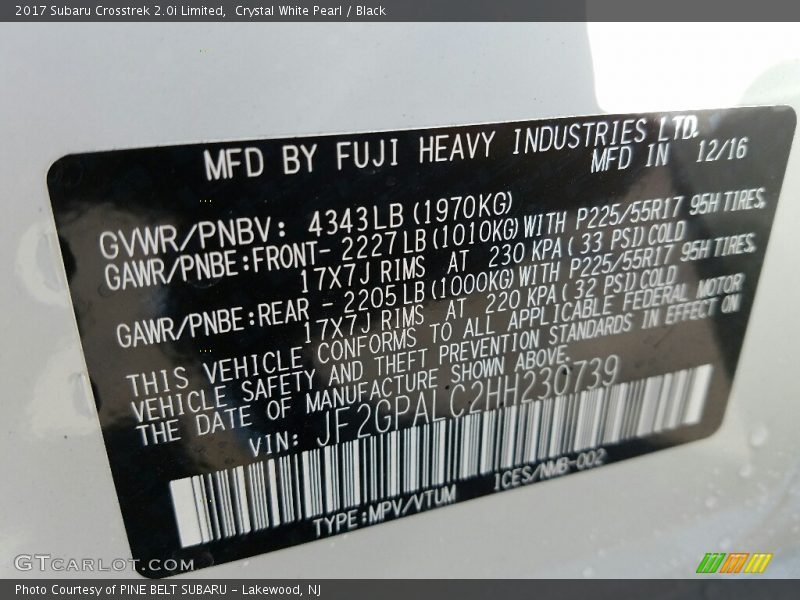 2017 Subaru Crosstrek 2.0i Limited,  Crystal White Pearl / Black
MFD BY FUJI HEAVY INDUSTRIES LTD.
MFD IN 12/16
GVWR/PNBV: 4343LB (1970KG)
GAWR/PNBE:FRONT- 2227LB (1010KG) WITH P225/55R17 95H TIRES,
17X7J RIMS AT 230 KPA ( 33 PSI) COLD
GAWR/PNBE:REAR - 2205LB (1000KG) WITH P225/55R17 95H TIRES,
17X7J RIMS AT 220 KPA ( 32 PSI) COLD
THIS VEHICLE CONFORMS TO ALL APPLICABLE FEDERAL MOTOR
VEHICLE SAFETY AND THEFT PREVENTION STANDARDS IN EFFECT ON
THE DATE OF MANUFACTURE SHOWN ABOVE.
VIN: JF2GPALC2HH230739
TYPE:MPV/VTUM 1CES/NMB-002
GTCARLOT.COM
Photo Courtesy of PINE BELT SUBARU - Lakewood, NJ